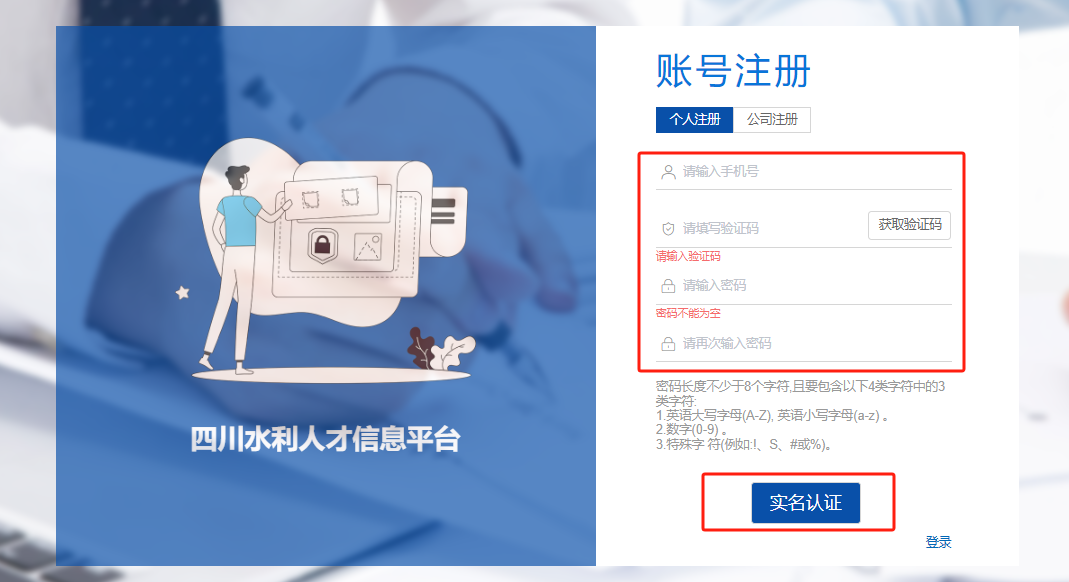 账号注册
个人注册 公司注册
请输入手机号
请填写验证码 获取验证码
请输入验证码
请输入密码
密码不能为空
请再次输入密码
密码长度不少于8个字符,且要包含以下4类字符中的3
类字符:
1.英语大写字母(A-Z), 英语小写字母(a-z) 。
2.数字(0-9) 。
3.特殊字 符(例如:!、S、#或%)。
四川水利人才信息平台
实名认证
登录